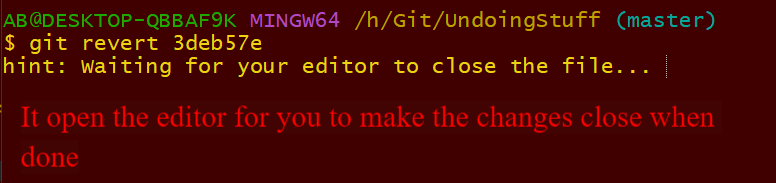 AB@DESKTOP-QBBAF9K MINGW64 /h/Git/UndoingStuff (master)
$ git revert 3deb57e
hint: Waiting for your editor to close the file...
It open the editor for you to make the changes close when
done